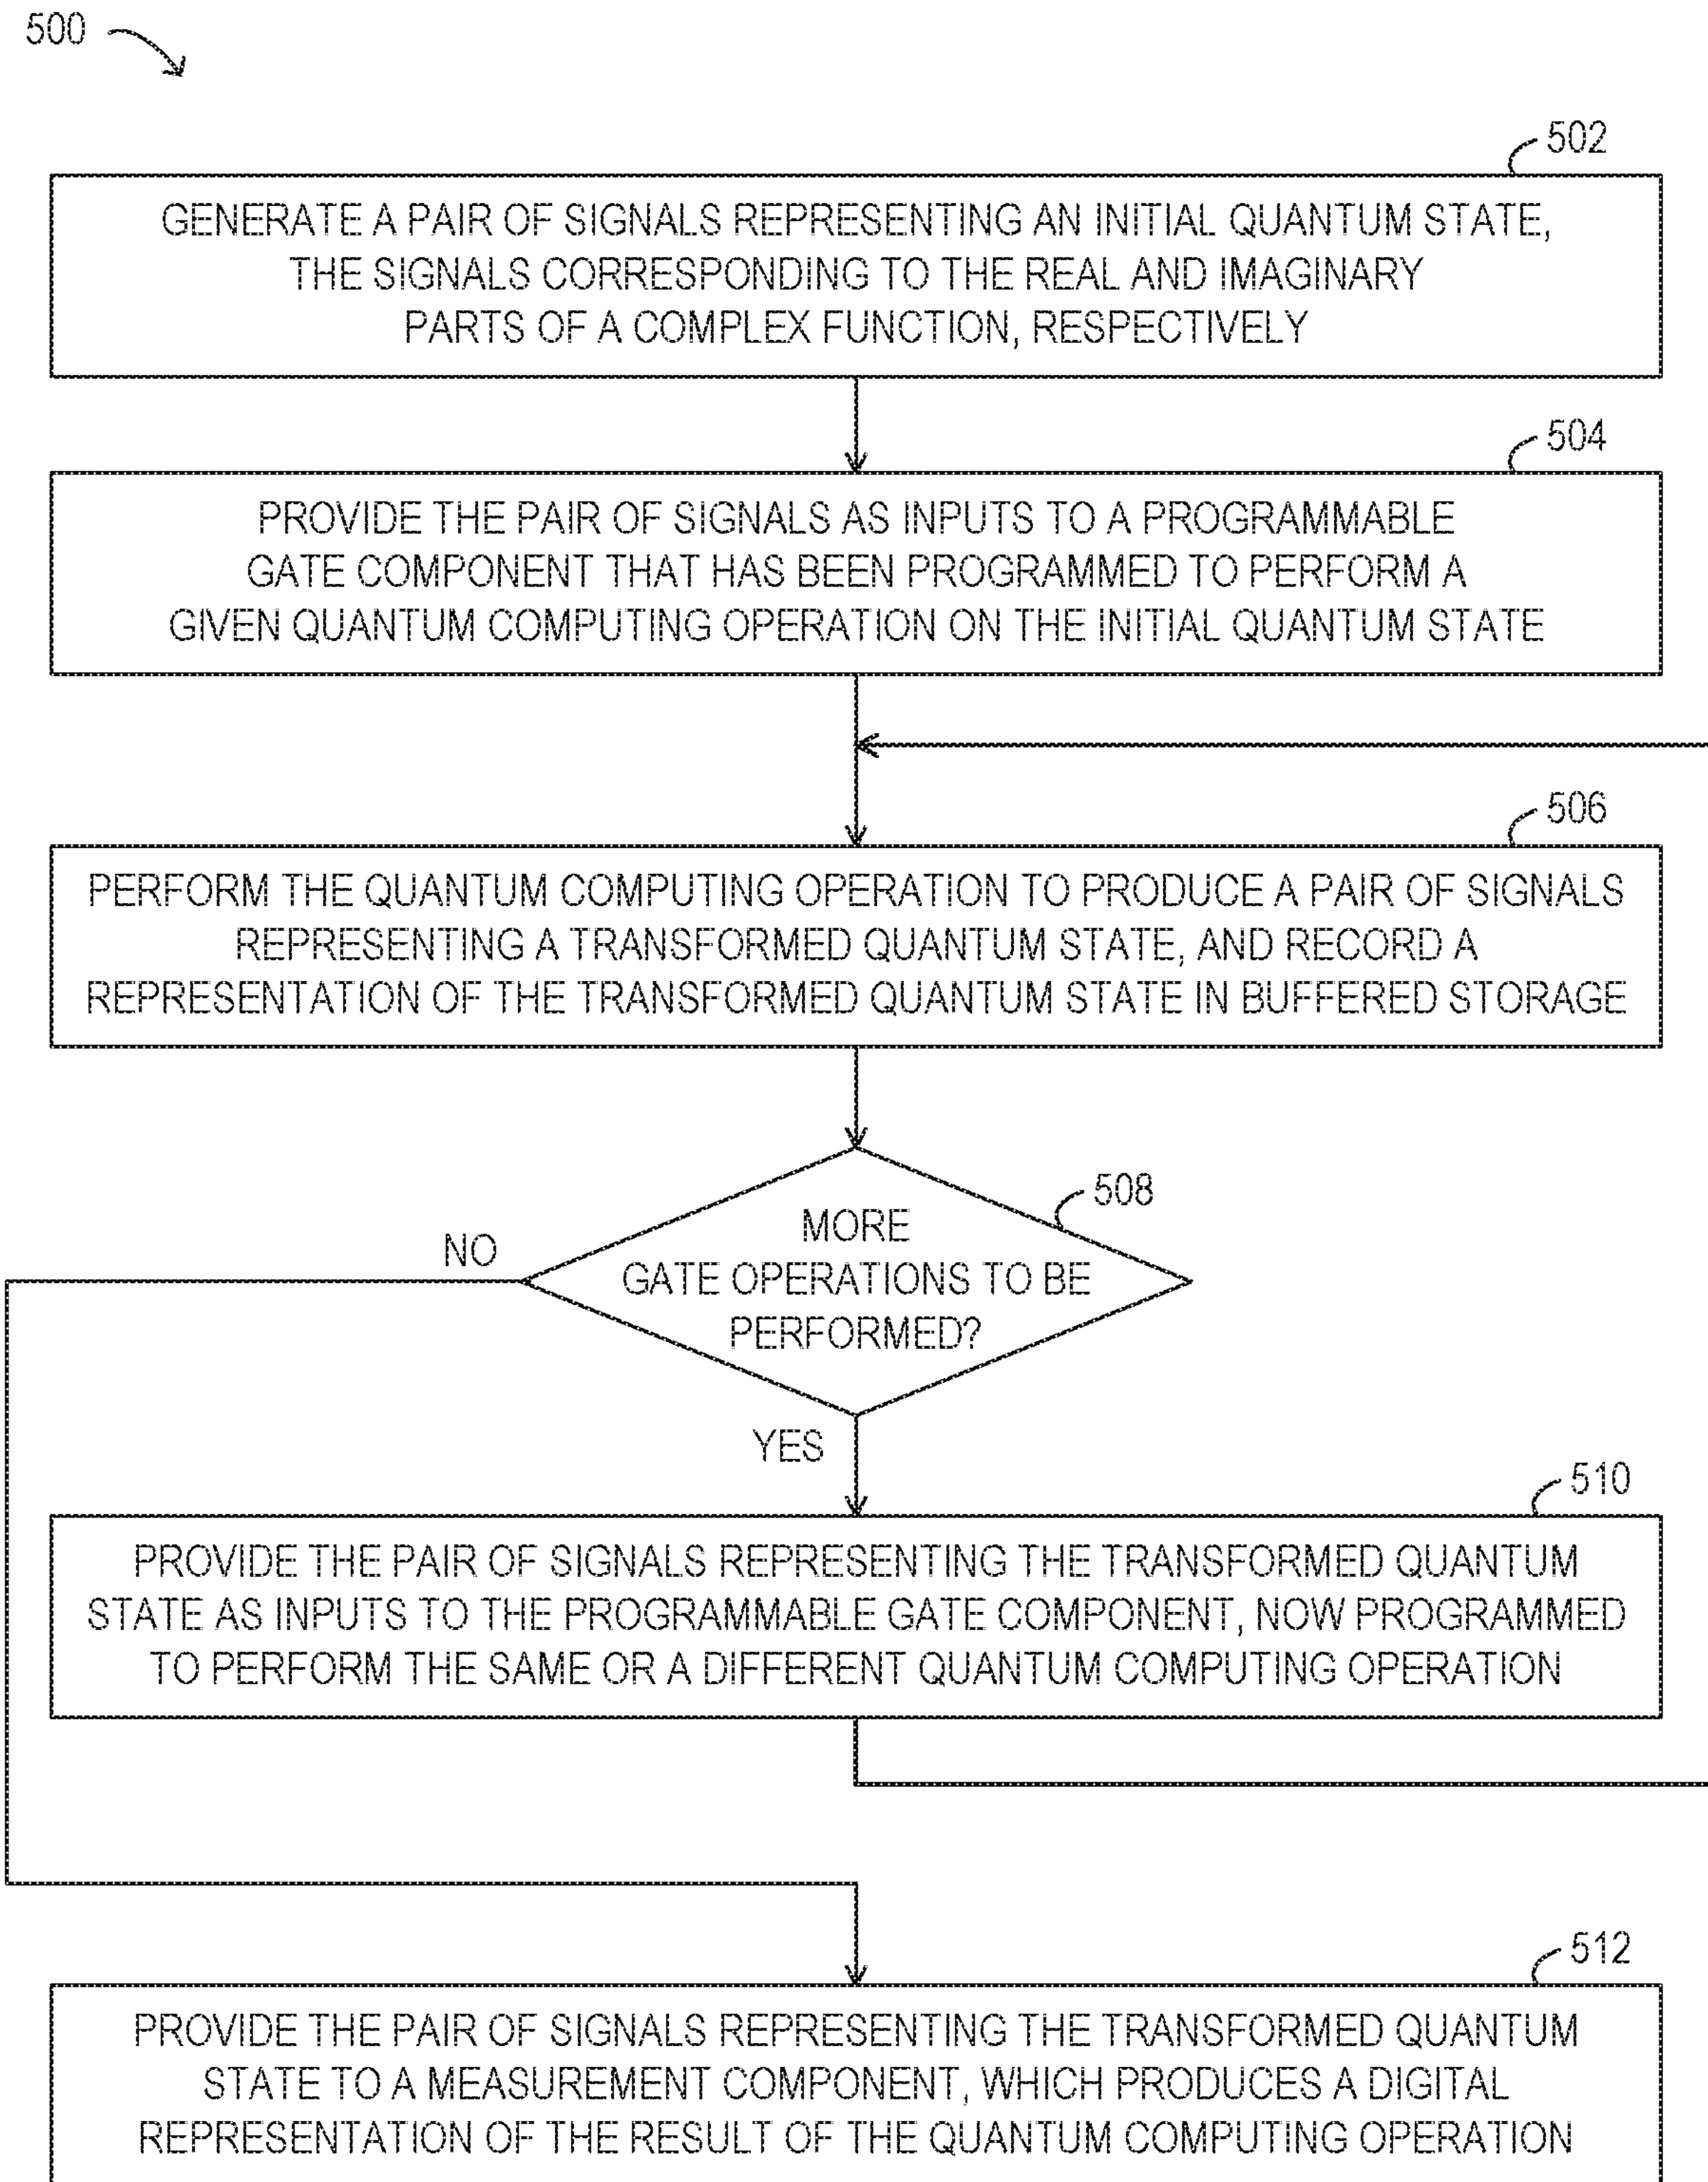 500
502
GENERATE A PAIR OF SIGNALS REPRESENTING AN INITIAL QUANTUM STATE,
THE SIGNALS CORRESPONDING TO THE REAL AND IMAGINARY
PARTS OF A COMPLEX FUNCTION, RESPECTIVELY
504
PROVIDE THE PAIR OF SIGNALS AS INPUTS TO A PROGRAMMABLE
GATE COMPONENT THAT HAS BEEN PROGRAMMED TO PERFORM A
GIVEN QUANTUM COMPUTING OPERATION ON THE INITIAL QUANTUM STATE
506
PERFORM THE QUANTUM COMPUTING OPERATION TO PRODUCE A PAIR OF SIGNALS
REPRESENTING A TRANSFORMED QUANTUM STATE, AND RECORD A
REPRESENTATION OF THE TRANSFORMED QUANTUM STATE IN BUFFERED STORAGE
508
NO
MORE
GATE OPERATIONS TO BE
PERFORMED?
YES
510
PROVIDE THE PAIR OF SIGNALS REPRESENTING THE TRANSFORMED QUANTUM
STATE AS INPUTS TO THE PROGRAMMABLE GATE COMPONENT, NOW PROGRAMMED
TO PERFORM THE SAME OR A DIFFERENT QUANTUM COMPUTING OPERATION
512
PROVIDE THE PAIR OF SIGNALS REPRESENTING THE TRANSFORMED QUANTUM
STATE TO A MEASUREMENT COMPONENT, WHICH PRODUCES A DIGITAL
REPRESENTATION OF THE RESULT OF THE QUANTUM COMPUTING OPERATION